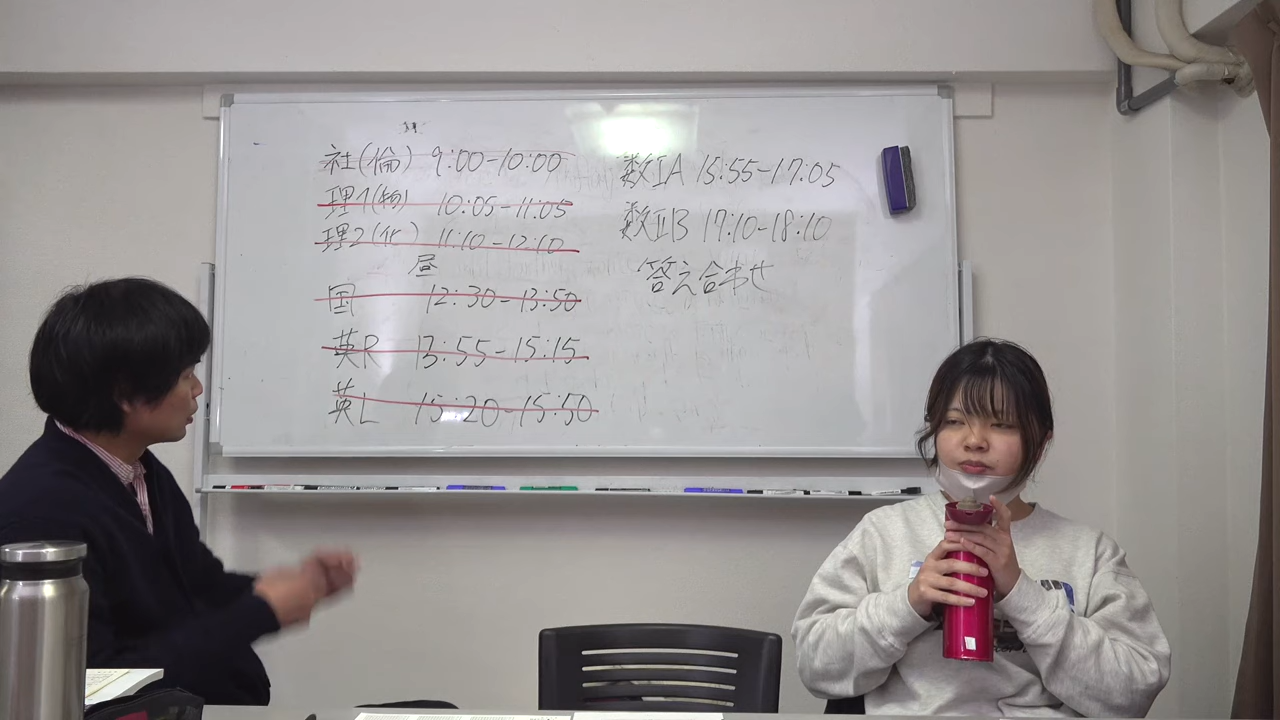 社(倫) 9:00-10:00
理1(物) 10:05-11:05
理2(化) 11:10-12:10
昼
国 12:30-13:50
英R 13:55-15:15
英L 15:20-15:50
数ⅠA 15:55-17:05
数ⅡB 17:10-18:10
答え合わせ